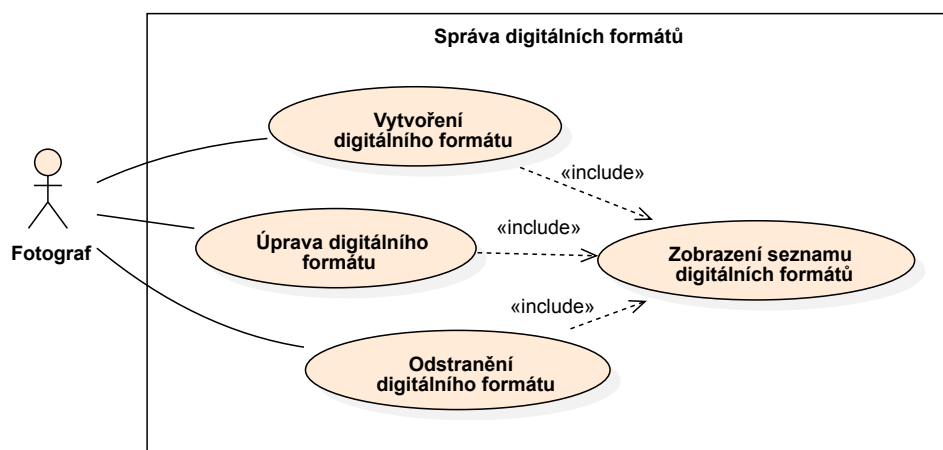 Správa digitálních formátů
Vytvoření
digitálního formátu
«include»
Fotograf
Úprava digitálního
formátu
«include»
Zobrazení seznamu
digitálních formátů
«include»
Odstranění
digitálního formátu